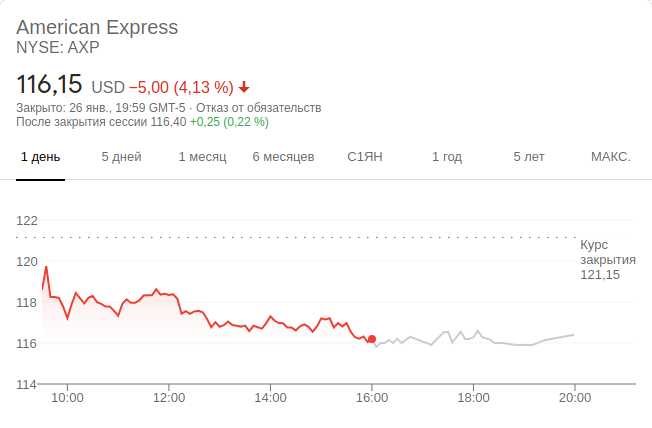 American Express
NYSE: AXP
116,15 USD −5,00 (4,13 %)
Закрыто: 26 янв., 19:59 GMT-5 · Отказ от обязательств
После закрытия сессии 116,40 +0,25 (0,22 %)
1 день 5 дней 1 месяц 6 месяцев С1ЯН 1 год 5 лет МАКС.
122
Курс
закрытия
121,15
120
118
116
114
10:00 12:00 14:00 16:00 18:00 20:00